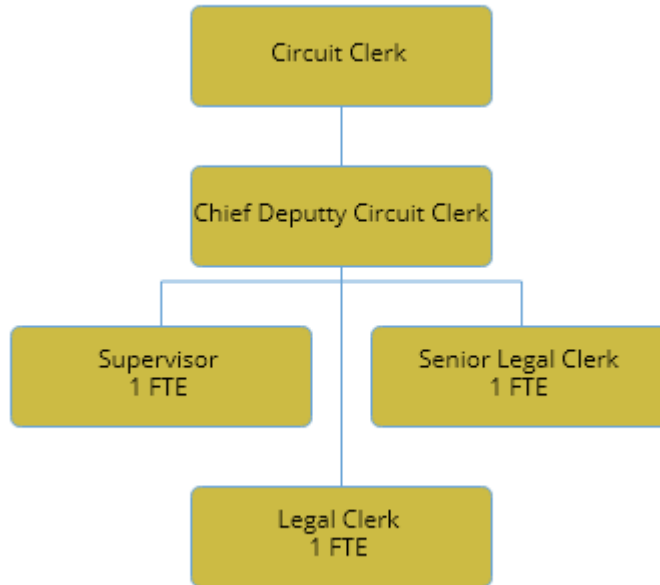 Circuit Clerk
Chief Deputty Circuit Clerk
Supervisor
1 FTE
Senior Legal Clerk
1 FTE
Legal Clerk
1 FTE